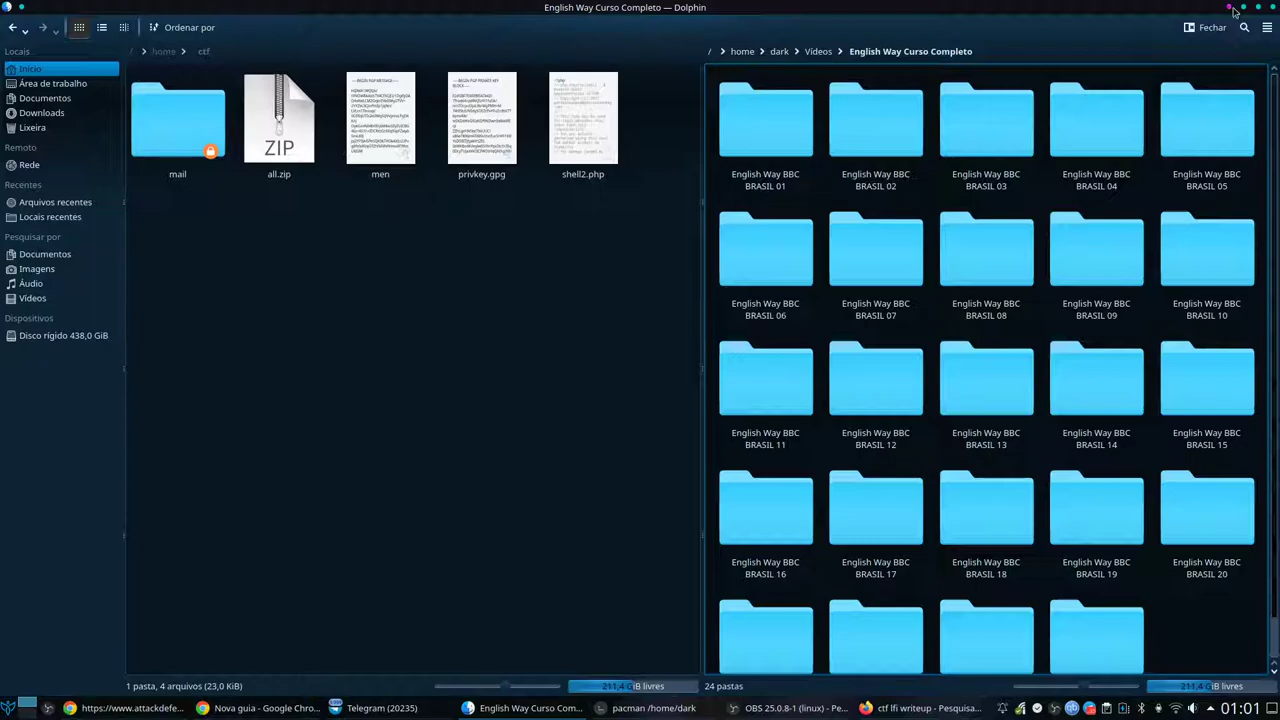 English Way Curso Completo — Dolphin
Ordenar por
Fechar
Locais
/ > home > ctf
/ > home > dark > Vídeos > English Way Curso Completo
Início
Área de trabalho
Documentos
Downloads
Lixeira
Remoto
Rede
Recentes
Arquivos recentes
Locais recentes
Pesquisar por
Documentos
Imagens
Áudio
Vídeos
Dispositivos
Disco rígido 438,0 GiB
ZIP
mail
all.zip
men
privkey.gpg
shell2.php
English Way BBC
BRASIL 01
English Way BBC
BRASIL 02
English Way BBC
BRASIL 03
English Way BBC
BRASIL 04
English Way BBC
BRASIL 05
English Way BBC
BRASIL 06
English Way BBC
BRASIL 07
English Way BBC
BRASIL 08
English Way BBC
BRASIL 09
English Way BBC
BRASIL 10
English Way BBC
BRASIL 11
English Way BBC
BRASIL 12
English Way BBC
BRASIL 13
English Way BBC
BRASIL 14
English Way BBC
BRASIL 15
English Way BBC
BRASIL 16
English Way BBC
BRASIL 17
English Way BBC
BRASIL 18
English Way BBC
BRASIL 19
English Way BBC
BRASIL 20
1 pasta, 4 arquivos (23,0 KiB)
211,4 GiB livres
24 pastas
211,4 GiB livres
https://www.attackdefe...
Nova guia - Google Chro...
Telegram (20235)
English Way Curso Comp...
pacman /home/dark
OBS 25.0.8-1 (linux) - Pe...
ctf lfi writeup - Pesquisa...
01:01